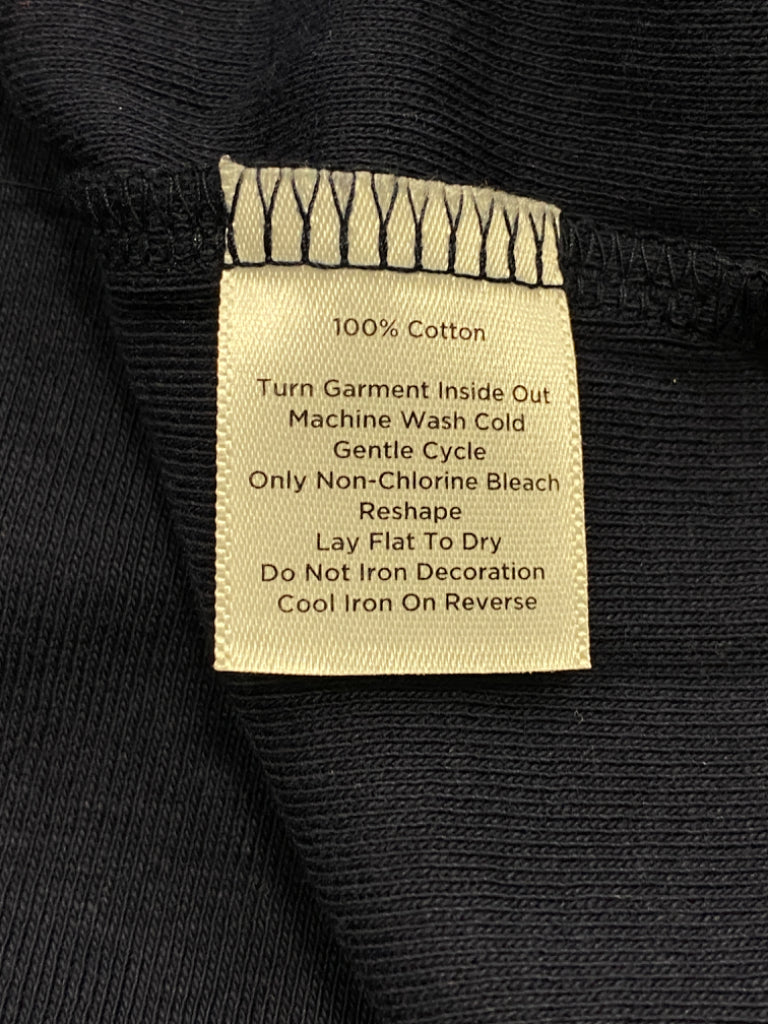 100% Cotton
Turn Garment Inside Out
Machine Wash Cold
Gentle Cycle
Only Non-Chlorine Bleach
Reshape
Lay Flat To Dry
Do Not Iron Decoration
Cool Iron On Reverse